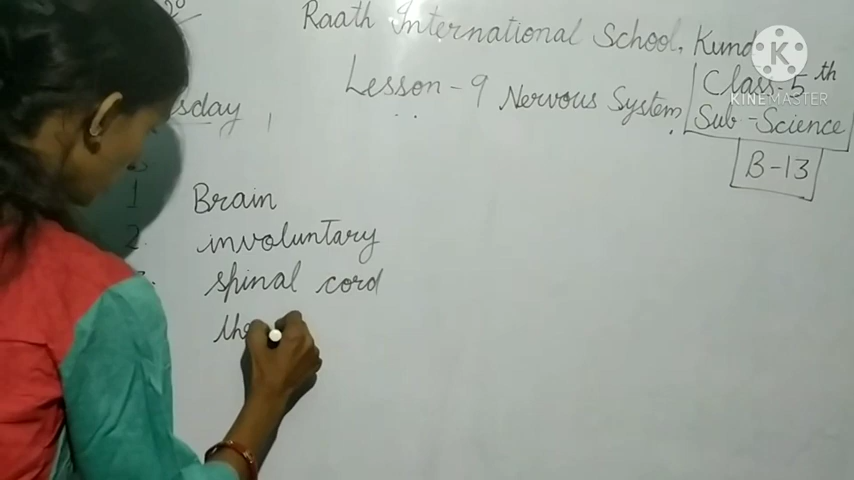 Raath International School, Kund
Class-5th
KINEMASTER
Lesson-9 Nervous System.
Sub-Science
sday
B-13
1 Brain
2. involuntary
spinal cord
the